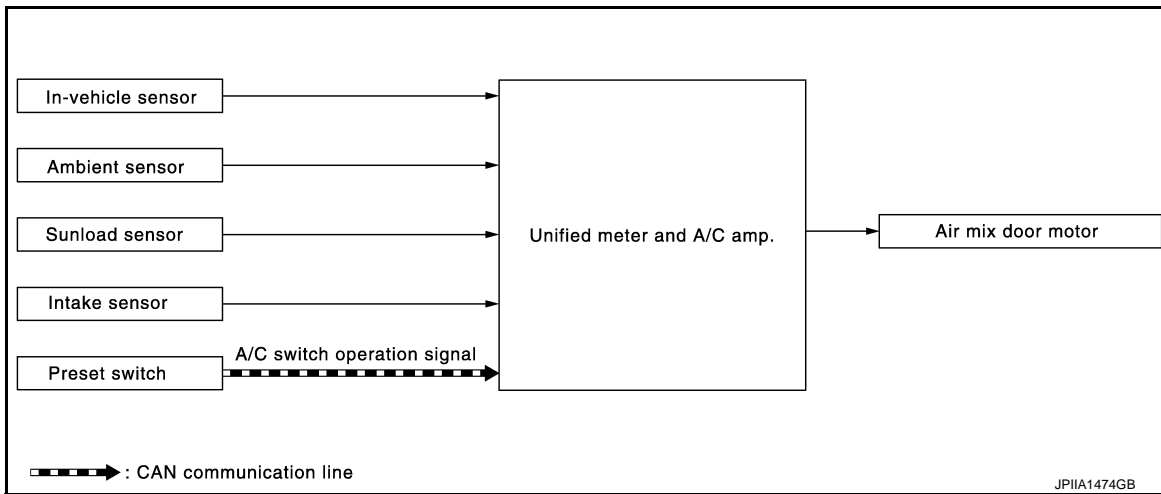 In-vehicle sensor
Ambient sensor
Sunload sensor
Intake sensor
Preset switch
A/C switch operation signal
Unified meter and A/C amp.
Air mix door motor
: CAN communication line
JPIIA1474GB